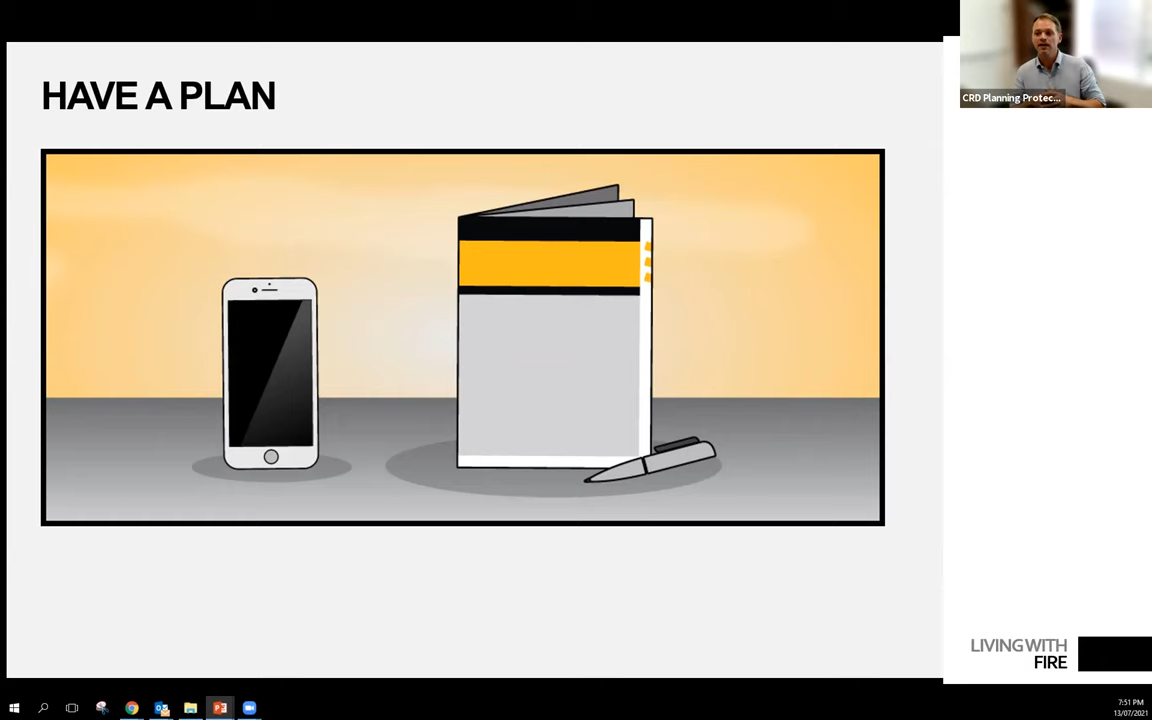 HAVE A PLAN
CRD Planning Protec...
LIVING WITH
FIRE
7:51 PM
13/07/2021